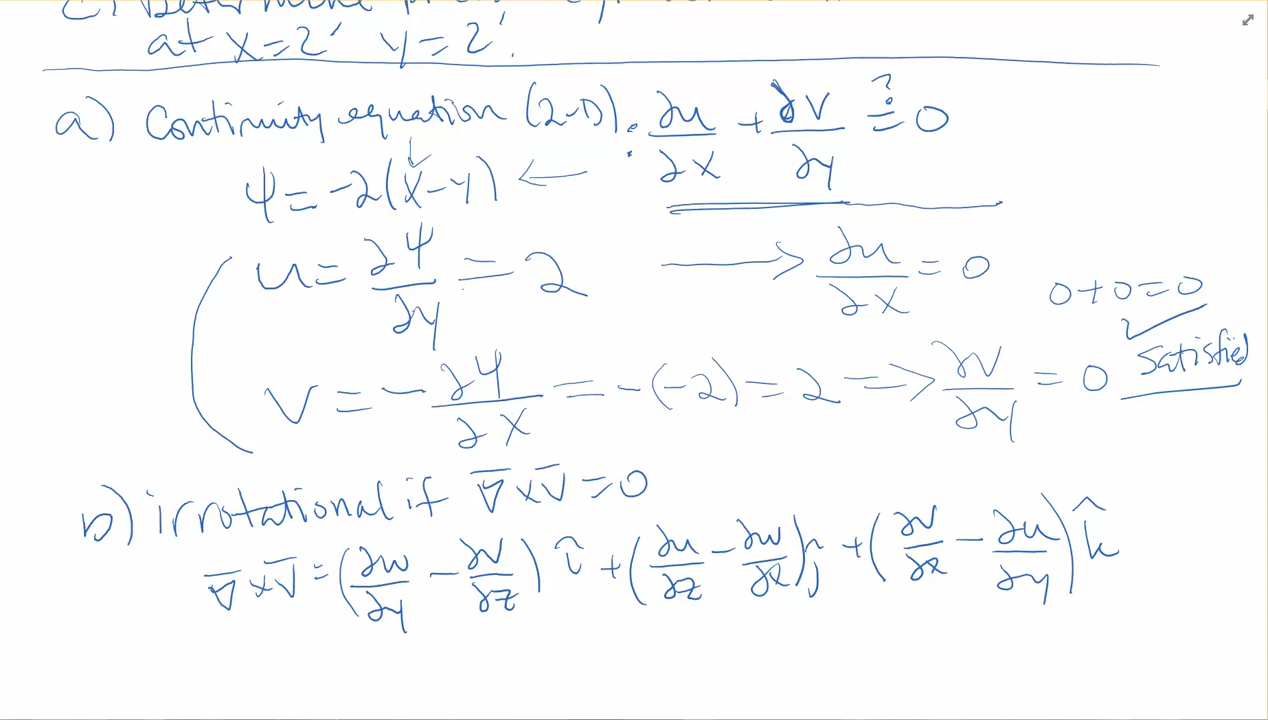 c.) Determine
at x=2' y=2'.
a) Continuity equation (2-D): ∂u/∂x + ∂v/∂y ?= 0
ψ = -2(x-y) ←
u = ∂ψ/∂y = 2 → ∂u/∂x = 0
0+0=0 ✓
Satisfied
v = -∂ψ/∂x = -(-2) = 2 => ∂v/∂y = 0
b) irrotational if ∇̅ x V̅ = 0
∇̅ x V̅ = (∂w/∂y - ∂v/∂z) î + (∂u/∂z - ∂w/∂x) ĵ + (∂v/∂x - ∂u/∂y) k̂